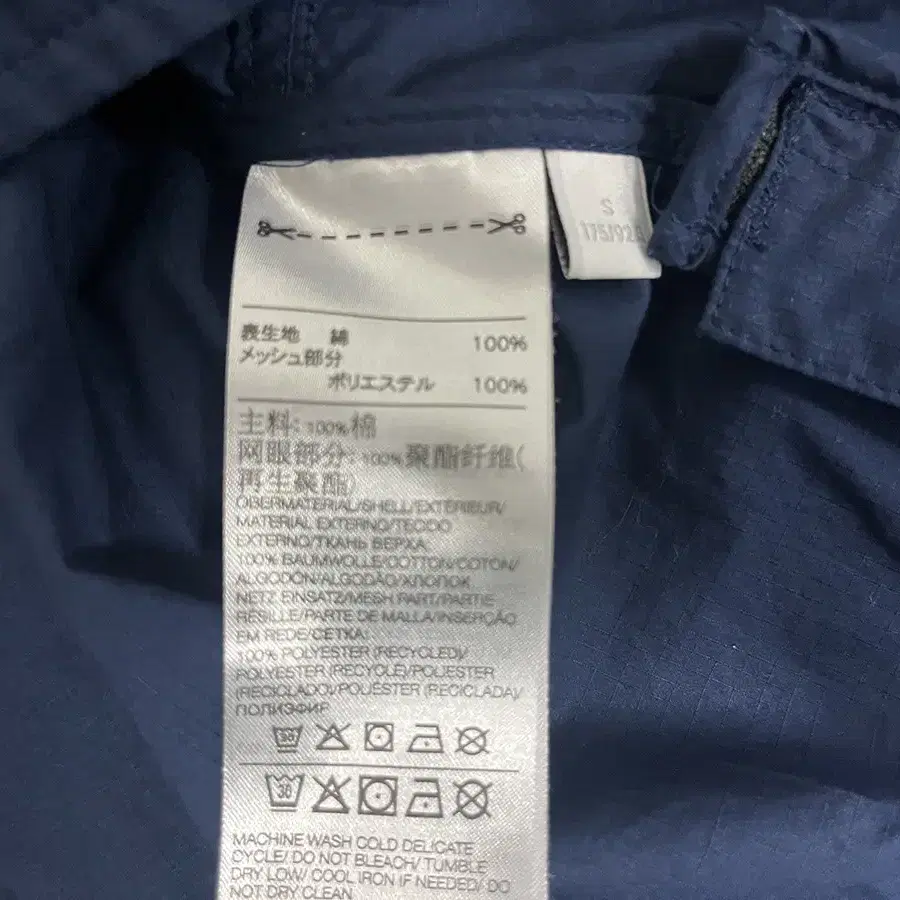 S
175/92
表生地 綿 100%
メッシュ部分
ポリエステル 100%
主料: 100%棉
网眼部分: 100%聚酯纤维(
再生聚酯)
OBERMATERIAL/SHELL/EXTÉRIEUR/
MATERIAL EXTERNO/TECIDO
EXTERNO/ТКАНЬ ВЕРХА:
100% BAUMWOLLE/COTTON/COTON/
ALGODÓN/ALGODÃO/ХЛОПОК
NETZ EINSATZ/MESH PART/PARTIE
RÉSILLE/PARTE DE MALLA/INSERÇÃO
EM REDE/СЕТКА:
100% POLYESTER (RECYCLED)/
POLYESTER (RECYCLÉ)/POLIÉSTER
(RECICLADO)/POLIÉSTER (RECICLADA)/
ПОЛИЭФИР
30
30
MACHINE WASH COLD DELICATE
CYCLE/ DO NOT BLEACH/ TUMBLE
DRY LOW/ COOL IRON IF NEEDED/ DO
NOT DRY CLEAN